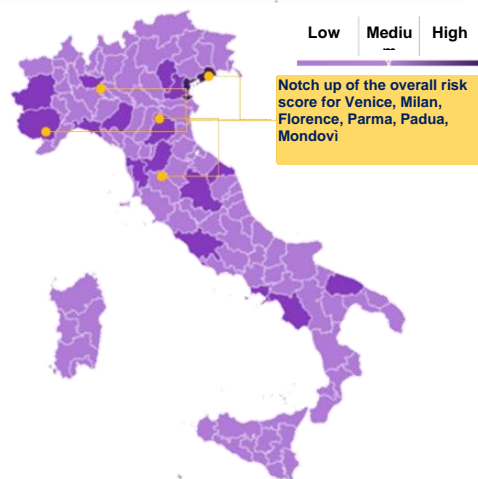 Low Mediu High
m
Notch up of the overall risk
score for Venice, Milan,
Florence, Parma, Padua,
Mondovì